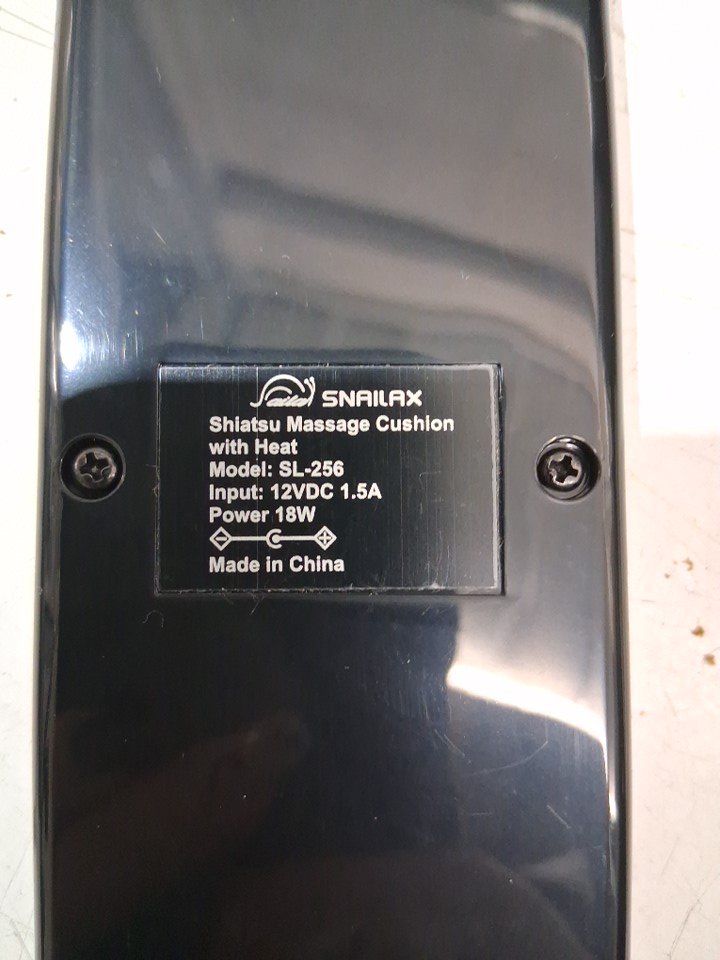 SNAILAX
Shiatsu Massage Cushion
with Heat
Model: SL-256
Input: 12VDC 1.5A
Power 18W
Made in China